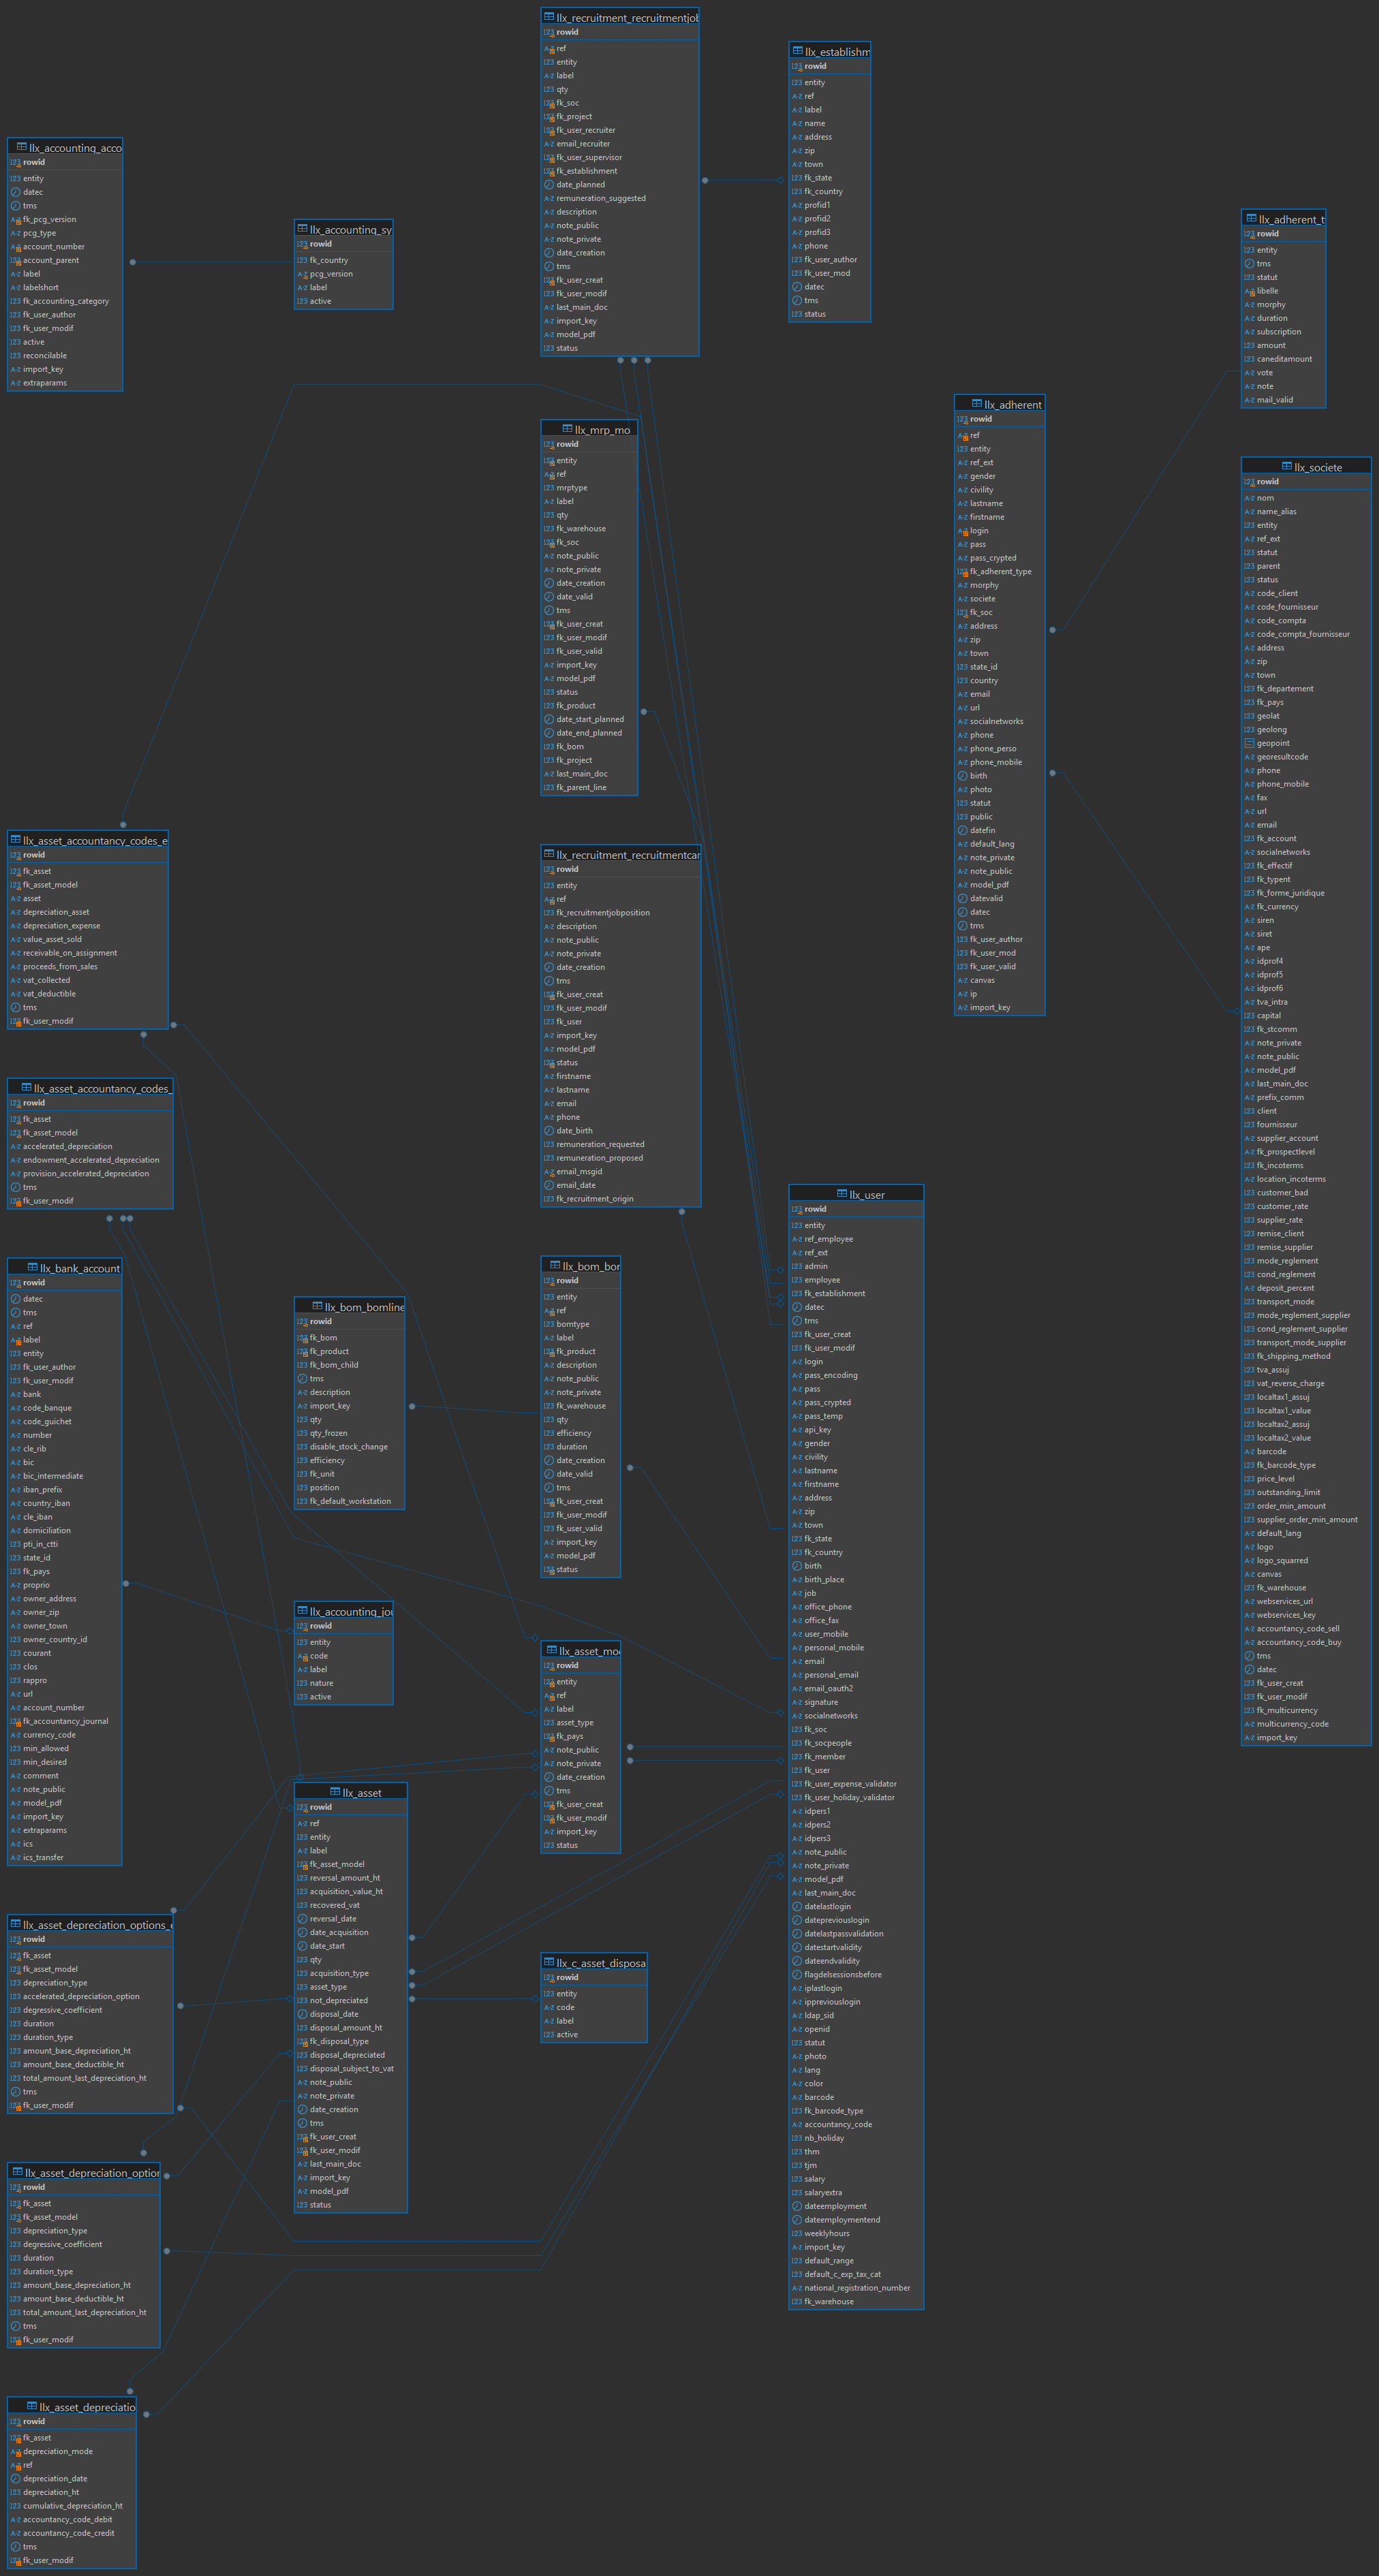 llx_recruitment_recruitmentjob
rowid
ref
entity
label
qty
fk_soc
fk_project
fk_user_recruiter
email_recruiter
fk_user_supervisor
fk_establishment
date_planned
remuneration_suggested
description
note_public
note_private
date_creation
tms
fk_user_creat
fk_user_modif
last_main_doc
import_key
model_pdf
status
llx_establishm
rowid
entity
ref
label
name
address
zip
town
fk_state
fk_country
profid1
profid2
profid3
phone
fk_user_author
fk_user_mod
datec
tms
status
llx_accounting_acco
rowid
entity
datec
tms
fk_pcg_version
pcg_type
account_number
account_parent
label
labelshort
fk_accounting_category
fk_user_author
fk_user_modif
active
reconcilable
import_key
extraparams
llx_accounting_sy
rowid
fk_country
pcg_version
label
active
llx_adherent_t
rowid
entity
tms
statut
libelle
morphy
duration
subscription
amount
caneditamount
vote
note
mail_valid
llx_adherent
rowid
ref
entity
ref_ext
gender
civility
lastname
firstname
login
pass
pass_crypted
fk_adherent_type
morphy
societe
fk_soc
address
zip
town
state_id
country
email
url
socialnetworks
phone
phone_perso
phone_mobile
birth
photo
statut
public
datefin
default_lang
note_private
note_public
model_pdf
datevalid
datec
tms
fk_user_author
fk_user_mod
fk_user_valid
canvas
ip
import_key
llx_mrp_mo
rowid
entity
ref
mrptype
label
qty
fk_warehouse
fk_soc
note_public
note_private
date_creation
date_valid
tms
fk_user_creat
fk_user_modif
fk_user_valid
import_key
model_pdf
status
fk_product
date_start_planned
date_end_planned
fk_bom
fk_project
last_main_doc
fk_parent_line
llx_societe
rowid
nom
name_alias
entity
ref_ext
statut
parent
status
code_client
code_fournisseur
code_compta
code_compta_fournisseur
address
zip
town
fk_departement
fk_pays
geolat
geolong
geopoint
georesultcode
phone
phone_mobile
fax
url
email
fk_account
socialnetworks
fk_effectif
fk_typent
fk_forme_juridique
fk_currency
siren
siret
ape
idprof4
idprof5
idprof6
tva_intra
capital
fk_stcomm
note_private
note_public
model_pdf
last_main_doc
prefix_comm
client
fournisseur
supplier_account
fk_prospectlevel
fk_incoterms
location_incoterms
customer_bad
customer_rate
supplier_rate
remise_client
remise_supplier
mode_reglement
cond_reglement
deposit_percent
transport_mode
mode_reglement_supplier
cond_reglement_supplier
transport_mode_supplier
fk_shipping_method
tva_assuj
vat_reverse_charge
localtax1_assuj
localtax1_value
localtax2_assuj
localtax2_value
barcode
fk_barcode_type
price_level
outstanding_limit
order_min_amount
supplier_order_min_amount
default_lang
logo
logo_squarred
canvas
fk_warehouse
webservices_url
webservices_key
accountancy_code_sell
accountancy_code_buy
tms
datec
fk_user_creat
fk_user_modif
fk_multicurrency
multicurrency_code
import_key
llx_asset_accountancy_codes_e
rowid
fk_asset
fk_asset_model
asset
depreciation_asset
depreciation_expense
value_asset_sold
receivable_on_assignment
proceeds_from_sales
vat_collected
vat_deductible
tms
fk_user_modif
llx_recruitment_recruitmentcan
rowid
entity
ref
fk_recruitmentjobposition
description
note_public
note_private
date_creation
tms
fk_user_creat
fk_user_modif
fk_user
import_key
model_pdf
status
firstname
lastname
email
phone
date_birth
remuneration_requested
remuneration_proposed
email_msgid
email_date
fk_recruitment_origin
llx_asset_accountancy_codes_
rowid
fk_asset
fk_asset_model
accelerated_depreciation
endowment_accelerated_depreciation
provision_accelerated_depreciation
tms
fk_user_modif
llx_user
rowid
entity
ref_employee
ref_ext
admin
employee
fk_establishment
datec
tms
fk_user_creat
fk_user_modif
login
pass_encoding
pass
pass_crypted
pass_temp
api_key
gender
civility
lastname
firstname
address
zip
town
fk_state
fk_country
birth
birth_place
job
office_phone
office_fax
user_mobile
personal_mobile
email
personal_email
email_oauth2
signature
socialnetworks
fk_soc
fk_socpeople
fk_member
fk_user
fk_user_expense_validator
fk_user_holiday_validator
idpers1
idpers2
idpers3
note_public
note_private
model_pdf
last_main_doc
datelastlogin
datepreviouslogin
datelastpassvalidation
datestartvalidity
dateendvalidity
flagdelsessionsbefore
iplastlogin
ippreviouslogin
ldap_sid
openid
statut
photo
lang
color
barcode
fk_barcode_type
accountancy_code
nb_holiday
thm
tjm
salary
salaryextra
dateemployment
dateemploymentend
weeklyhours
import_key
default_range
default_c_exp_tax_cat
national_registration_number
fk_warehouse
llx_bank_account
rowid
datec
tms
ref
label
entity
fk_user_author
fk_user_modif
bank
code_banque
code_guichet
number
cle_rib
bic
bic_intermediate
iban_prefix
country_iban
cle_iban
domiciliation
pti_in_ctti
state_id
fk_pays
proprio
owner_address
owner_zip
owner_town
owner_country_id
courant
clos
rappro
url
account_number
fk_accountancy_journal
currency_code
min_allowed
min_desired
comment
note_public
model_pdf
import_key
extraparams
ics
ics_transfer
llx_bom_bomline
rowid
fk_bom
fk_product
fk_bom_child
tms
description
import_key
qty
qty_frozen
disable_stock_change
efficiency
fk_unit
position
fk_default_workstation
llx_bom_bor
rowid
entity
ref
bomtype
label
fk_product
description
note_public
note_private
fk_warehouse
qty
efficiency
duration
date_creation
date_valid
tms
fk_user_creat
fk_user_modif
fk_user_valid
import_key
model_pdf
status
llx_accounting_jou
rowid
entity
code
label
nature
active
llx_asset_mod
rowid
entity
ref
label
asset_type
fk_pays
note_public
note_private
date_creation
tms
fk_user_creat
fk_user_modif
import_key
status
llx_asset
rowid
ref
entity
label
fk_asset_model
reversal_amount_ht
acquisition_value_ht
recovered_vat
reversal_date
date_acquisition
date_start
qty
acquisition_type
asset_type
not_depreciated
disposal_date
disposal_amount_ht
fk_disposal_type
disposal_depreciated
disposal_subject_to_vat
note_public
note_private
date_creation
tms
fk_user_creat
fk_user_modif
last_main_doc
import_key
model_pdf
status
llx_asset_depreciation_options_e
rowid
fk_asset
fk_asset_model
depreciation_type
accelerated_depreciation_option
degressive_coefficient
duration
duration_type
amount_base_depreciation_ht
amount_base_deductible_ht
total_amount_last_depreciation_ht
tms
fk_user_modif
llx_c_asset_disposa
rowid
entity
code
label
active
llx_asset_depreciation_option
rowid
fk_asset
fk_asset_model
depreciation_type
degressive_coefficient
duration
duration_type
amount_base_depreciation_ht
amount_base_deductible_ht
total_amount_last_depreciation_ht
tms
fk_user_modif
llx_asset_depreciatio
rowid
fk_asset
depreciation_mode
ref
depreciation_date
depreciation_ht
cumulative_depreciation_ht
accountancy_code_debit
accountancy_code_credit
tms
fk_user_modif